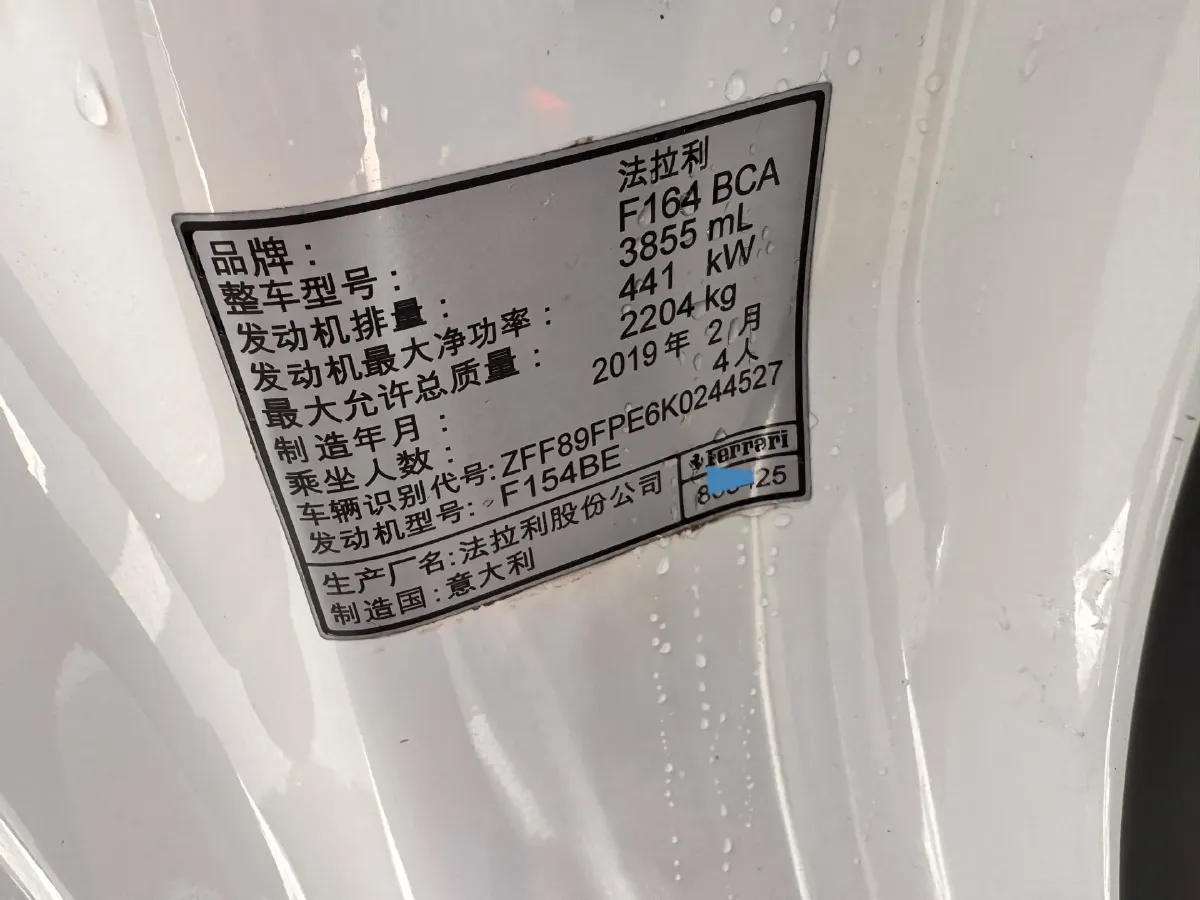 品牌: 法拉利
整车型号: F164 BCA
发动机排量: 3855 mL
发动机最大净功率: 441 kW
最大允许总质量: 2204 kg
制造年月: 2019年 2月
乘坐人数: 4人
车辆识别代号:ZFF89FPE6K0244527
发动机型号: F154BE
生产厂名:法拉利股份公司
制造国:意大利
Ferrari